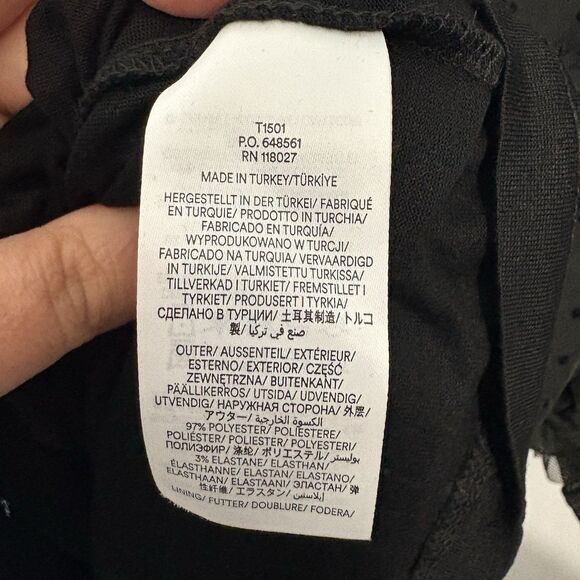 T1501
P.O. 648561
RN 118027
MADE IN TURKEY/TÜRKİYE
HERGESTELLT IN DER TÜRKEI/ FABRIQUÉ
EN TURQUIE/ PRODOTTO IN TURCHIA/
FABRICADO EN TURQUÍA/
WYPRODUKOWANO W TURCJI/
FABRICADO NA TURQUIA/ VERVAARDIGD
IN TURKIJE/ VALMISTETTU TURKISSA/
TILLVERKAD I TURKIET/ FREMSTILLET I
TYRKIET/ PRODUSERT I TYRKIA/
СДЕЛАНО В ТУРЦИИ/ 土耳其制造/ トルコ
製/ صنع في تركيا/
OUTER/ AUSSENTEIL/ EXTÉRIEUR/
ESTERNO/ EXTERIOR/ CZĘŚĆ
ZEWNĘTRZNA/ BUITENKANT/
PÄÄLLIKERROS/ UTSIDA/ UDVENDIG/
UTVENDIG/ НАРУЖНАЯ СТОРОНА/ 外层/
アウター/ الكسوة الخارجية/
97% POLYESTER/ POLIESTERE/
POLIÉSTER/ POLIESTER/ POLYESTERI/
ПОЛИЭФИР/ 涤纶/ ポリエステル/ بوليستر/
3% ELASTANE/ ELASTHAN/
ÉLASTHANNE/ ELASTAN/ ELASTANO/
ELASTHAAN/ ELASTAANI/ ЭЛАСТАН/ 弹
性纤维/ エラスタン/ إيلاستين/
LINING/ FUTTER/ DOUBLURE/ FODERA/